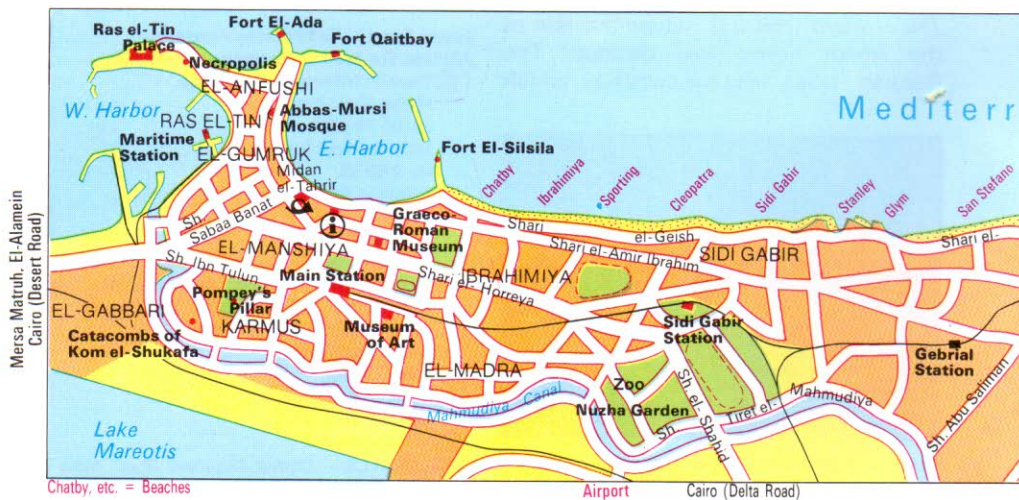 Ras el-Tin
Palace
Fort El-Ada
Fort Qaitbay
Necropolis
EL-ANFUSHI
W. Harbor
RAS EL-TIN
Abbas-Mursi
Mosque
Mediterr
Maritime
Station
EL-GUMRUK
E. Harbor
Fort El-Silsila
Midan
el-Tahrir
Chatby
Ibrahimiya
Sporting
Cleopatra
Sidi Gabir
Stanley
Glym
San Stefano
Sh.
Sabaa Banat
Graeco-
Roman
Museum
Shari
el-Geish
Shari el-
EL-MANSHIYA
Shari el-Amir Ibrahim
SIDI GABIR
Sh. Ibn Tulun
Main Station
Shari el-Horreya
IBRAHIMIYA
Mersa Matruh. El-Alamein
Cairo (Desert Road)
EL-GABBARI
Pompey's
Pillar
KARMUS
Museum
of Art
Sidi Gabir
Station
Catacombs of
Kom el-Shukafa
Gebrial
Station
EL-MADRA
Zoo
Nuzha Garden
Mahmudiya Canal
Sh. el-Shahid
Sh. Tiret el-
Mahmudiya
Sh. Abu Saliman
Lake
Mareotis
Chatby, etc. = Beaches
Airport
Cairo (Delta Road)